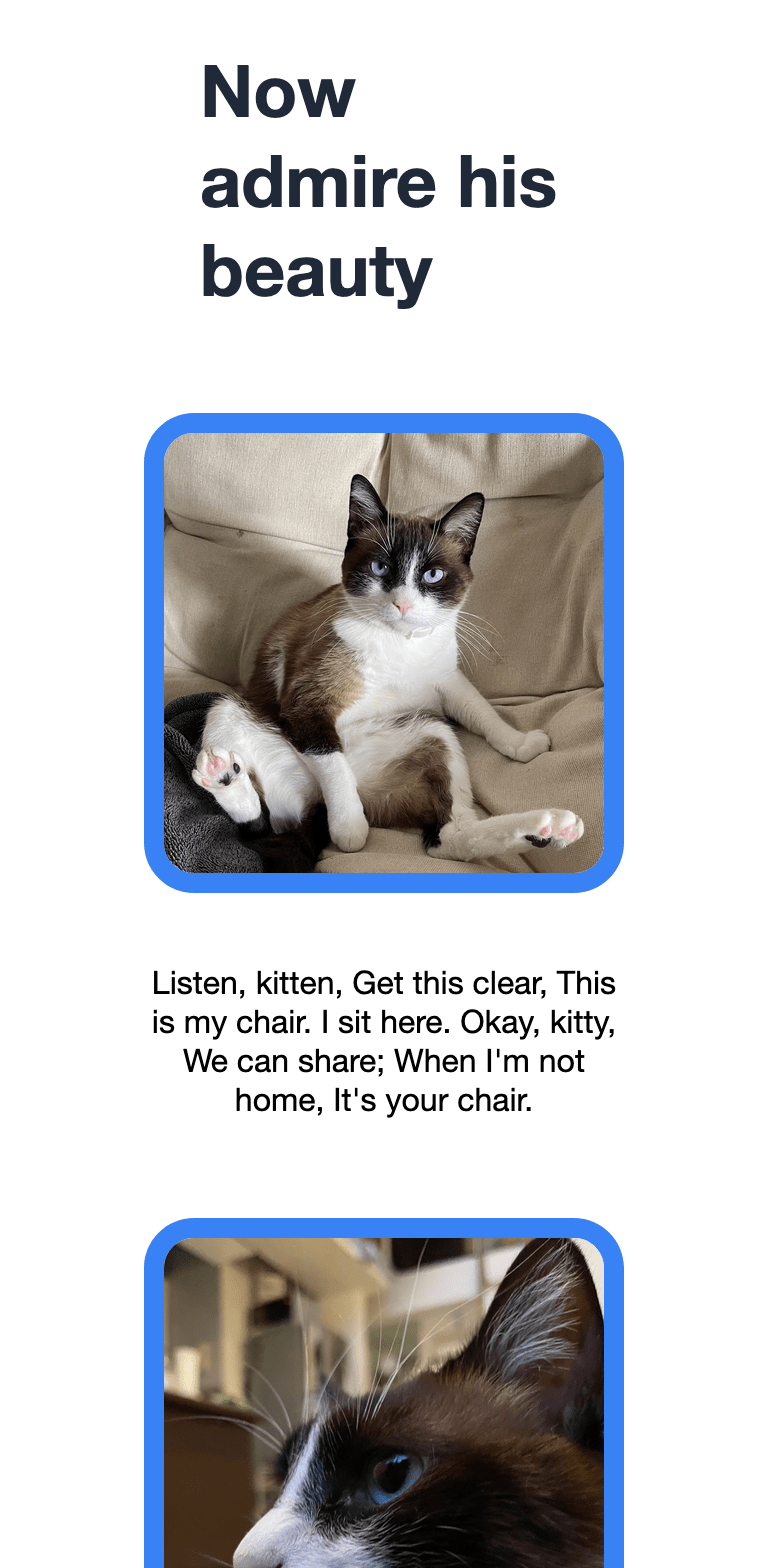 Now
admire his
beauty
Listen, kitten, Get this clear, This
is my chair. I sit here. Okay, kitty,
We can share; When I'm not
home, It's your chair.